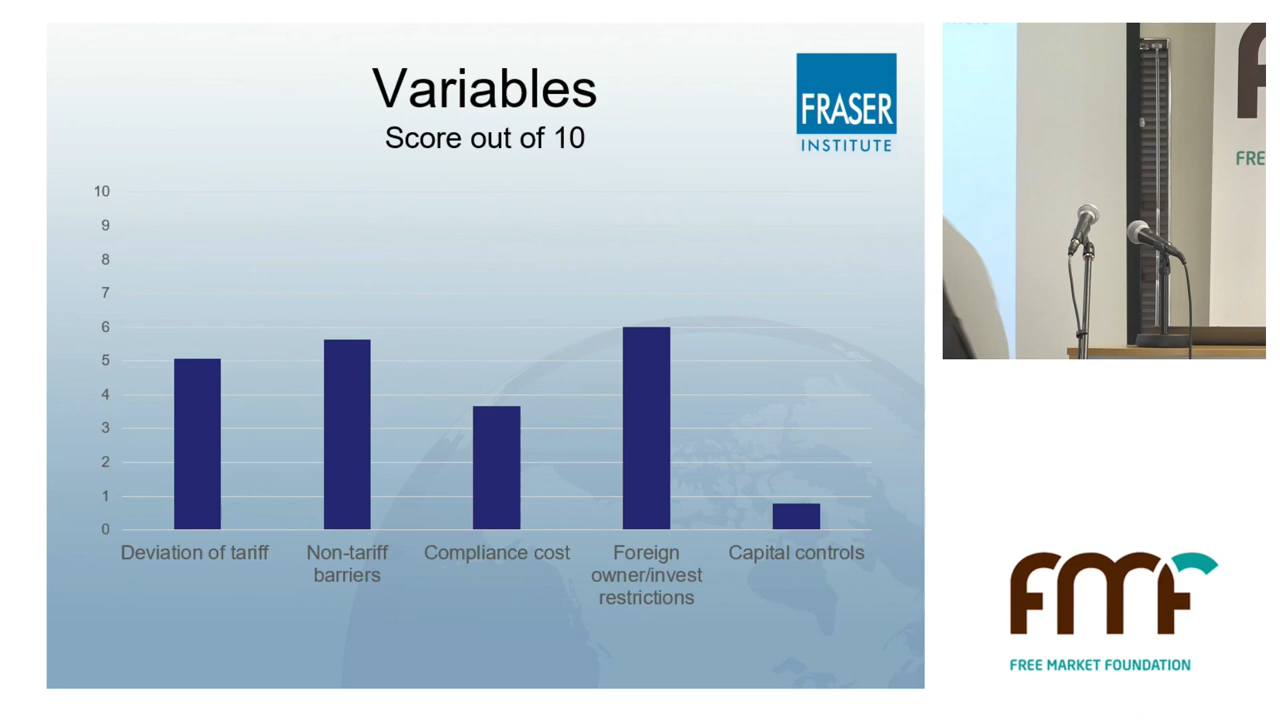 Variables
Score out of 10
FRASER
INSTITUTE
10
9
8
7
6
5
4
3
2
1
0
Deviation of tariff
Non-tariff
barriers
Compliance cost
Foreign
owner/invest
restrictions
Capital controls
FRE
FMF
FREE MARKET FOUNDATION